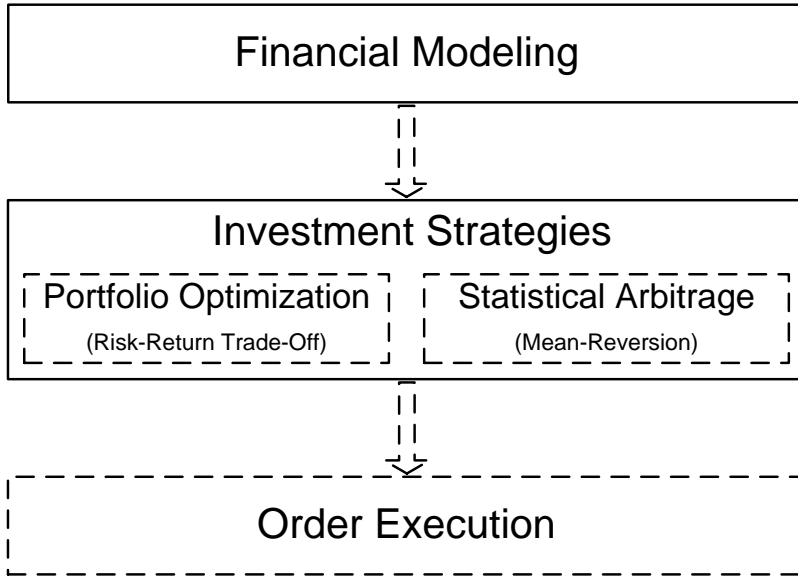 Financial Modeling
Investment Strategies
Portfolio Optimization
(Risk-Return Trade-Off)
Statistical Arbitrage
(Mean-Reversion)
Order Execution